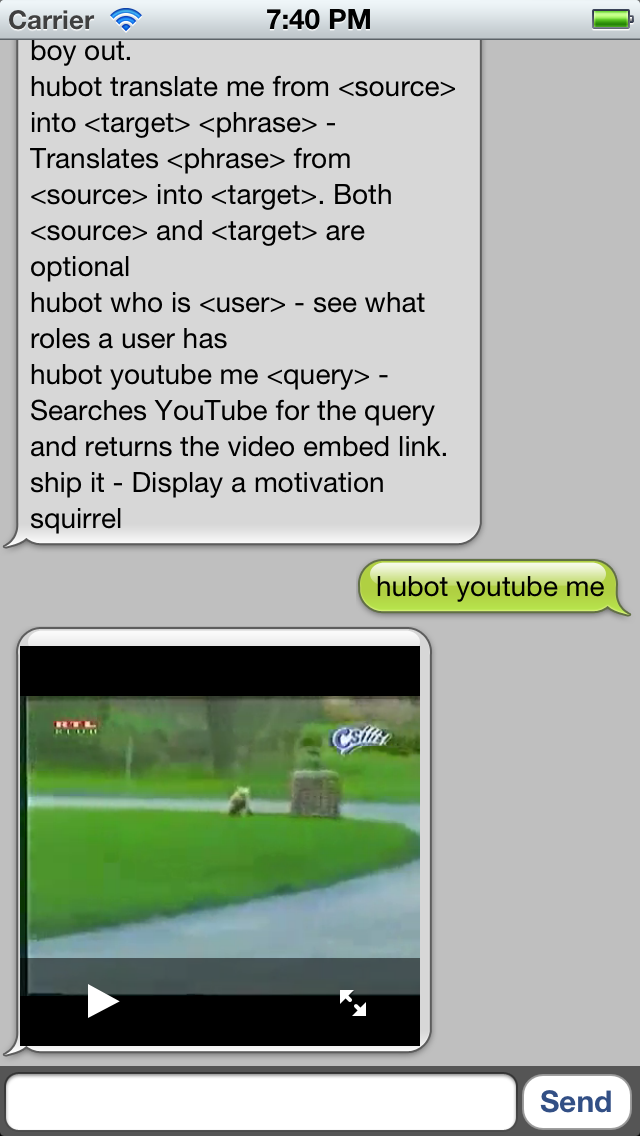 Carrier 7:40 PM
boy out.
hubot translate me from <source>
into <target> <phrase> -
Translates <phrase> from
<source> into <target>. Both
<source> and <target> are
optional
hubot who is <user> - see what
roles a user has
hubot youtube me <query> -
Searches YouTube for the query
and returns the video embed link.
ship it - Display a motivation
squirrel
hubot youtube me
RTL
KLUB
Send